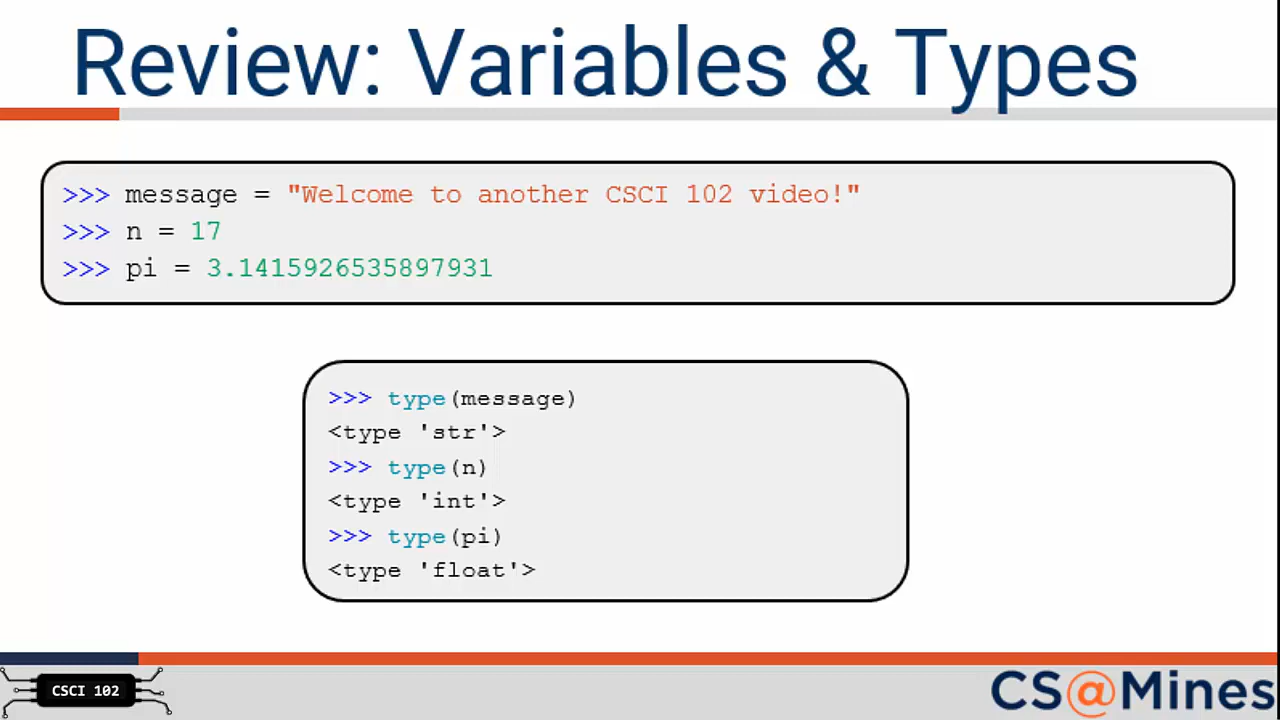 Review: Variables & Types
>>> message = "Welcome to another CSCI 102 video!"
>>> n = 17
>>> pi = 3.1415926535897931
>>> type(message)
<type 'str'>
>>> type(n)
<type 'int'>
>>> type(pi)
<type 'float'>
CSCI 102
CS@Mines